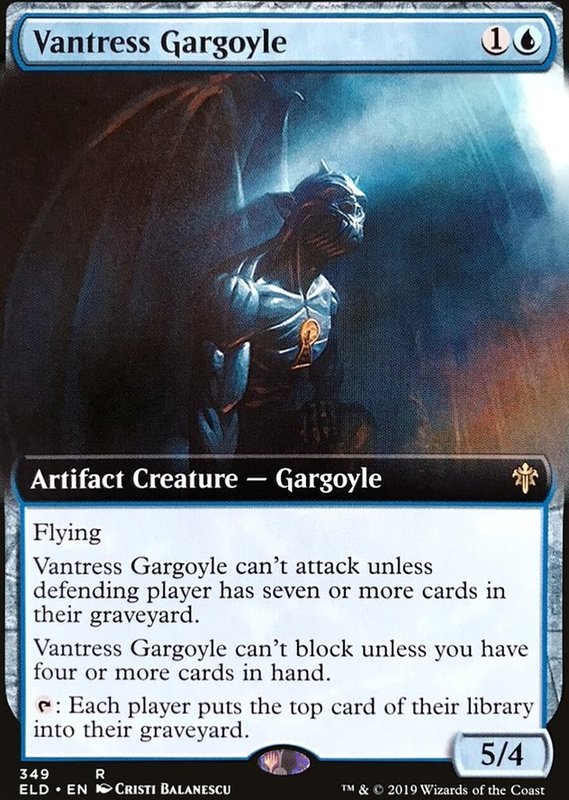 Vantress Gargoyle 1
Artifact Creature — Gargoyle
Flying
Vantress Gargoyle can't attack unless
defending player has seven or more cards in
their graveyard.
Vantress Gargoyle can't block unless you have
four or more cards in hand.
: Each player puts the top card of their library
into their graveyard.
5/4
349 R
ELD • EN Cristi Balanescu
™ & © 2019 Wizards of the Coast